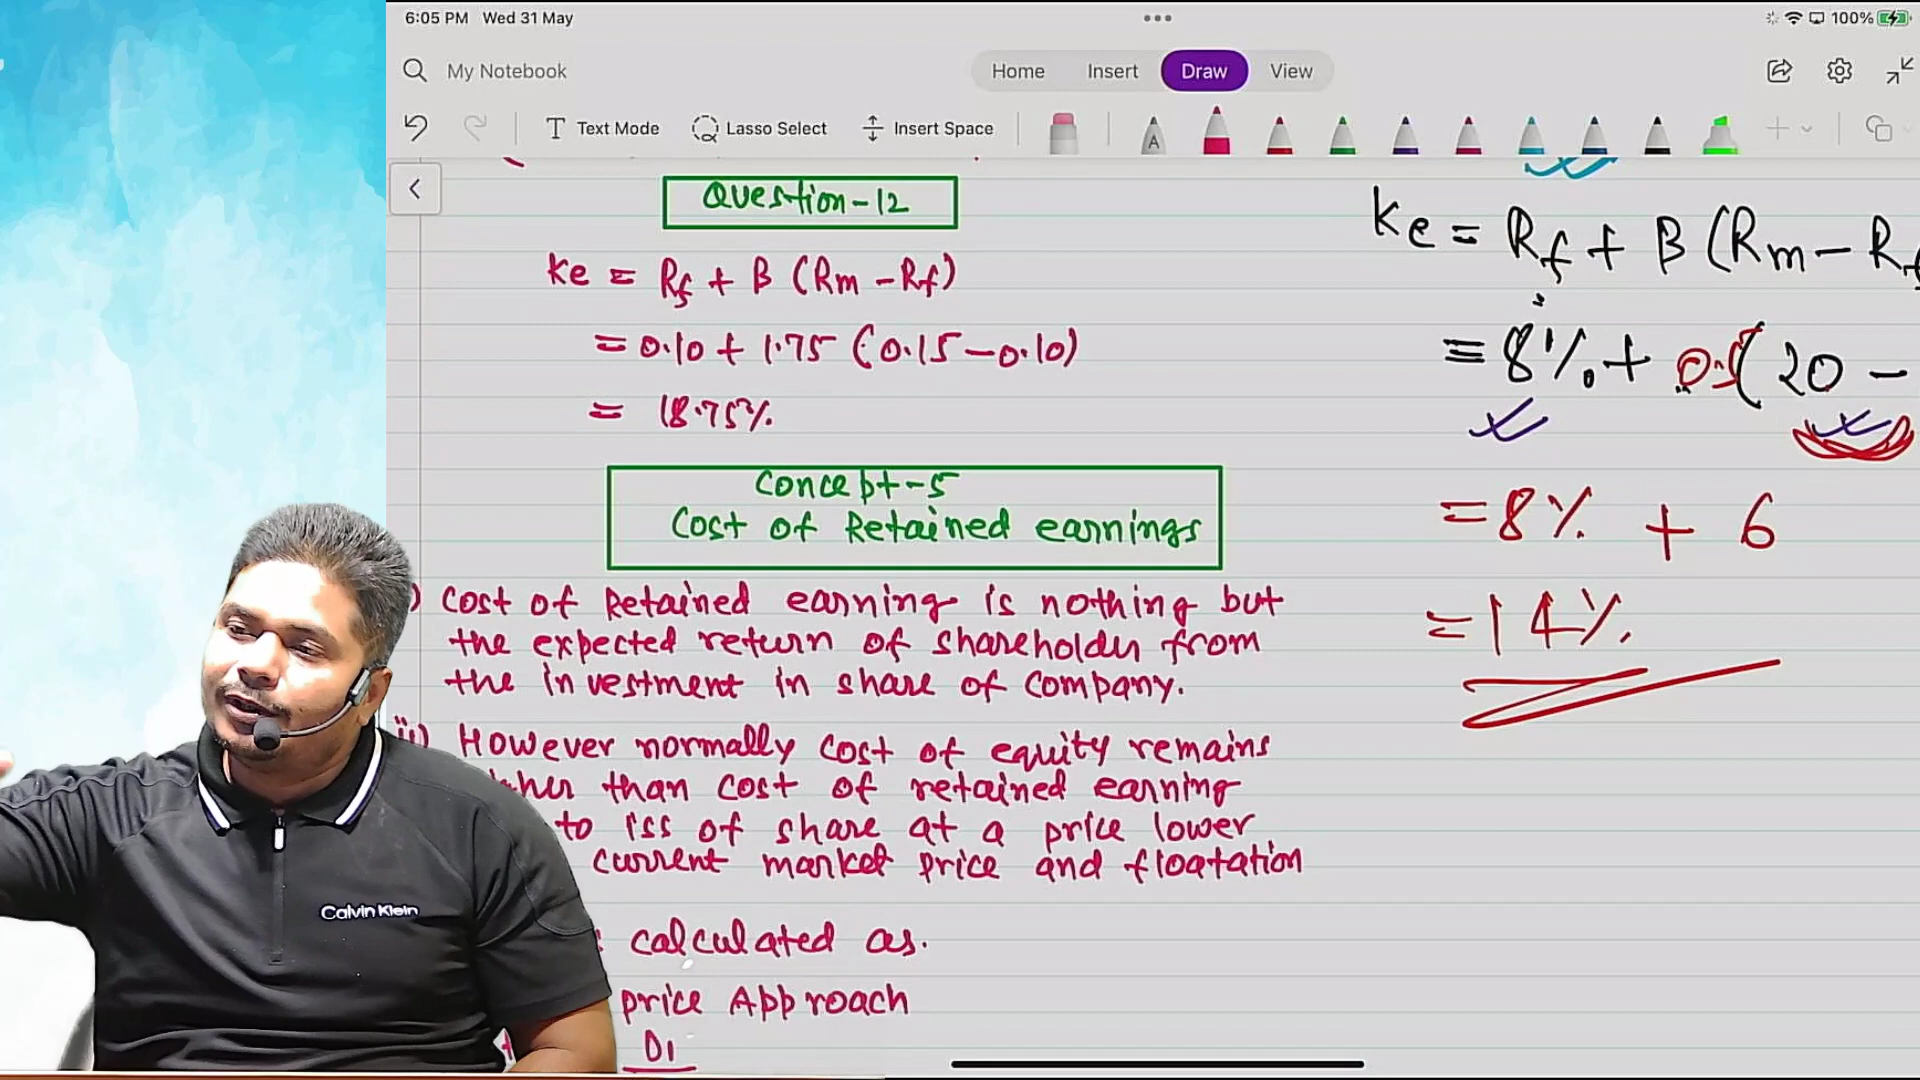 6:05 PM Wed 31 May
100%
My Notebook
Home Insert Draw View
Text Mode
Lasso Select
Insert Space
A
Question-12
Ke = Rf + β (Rm - Rf)
= 0.10 + 1.75 (0.15 - 0.10)
= 18.75%
Concept-5
Cost of Retained earnings
) Cost of Retained earning is nothing but
the expected return of shareholder from
the investment in share of company.
ii) However normally cost of equity remains
than cost of retained earning
to iss of share at a price lower
current market price and floatation
calculated as.
price Approach
D1
Ke = Rf + β (Rm - Rf
= 8% + 0.5 (20 -
= 8% + 6
= 14%
Calvin Klein